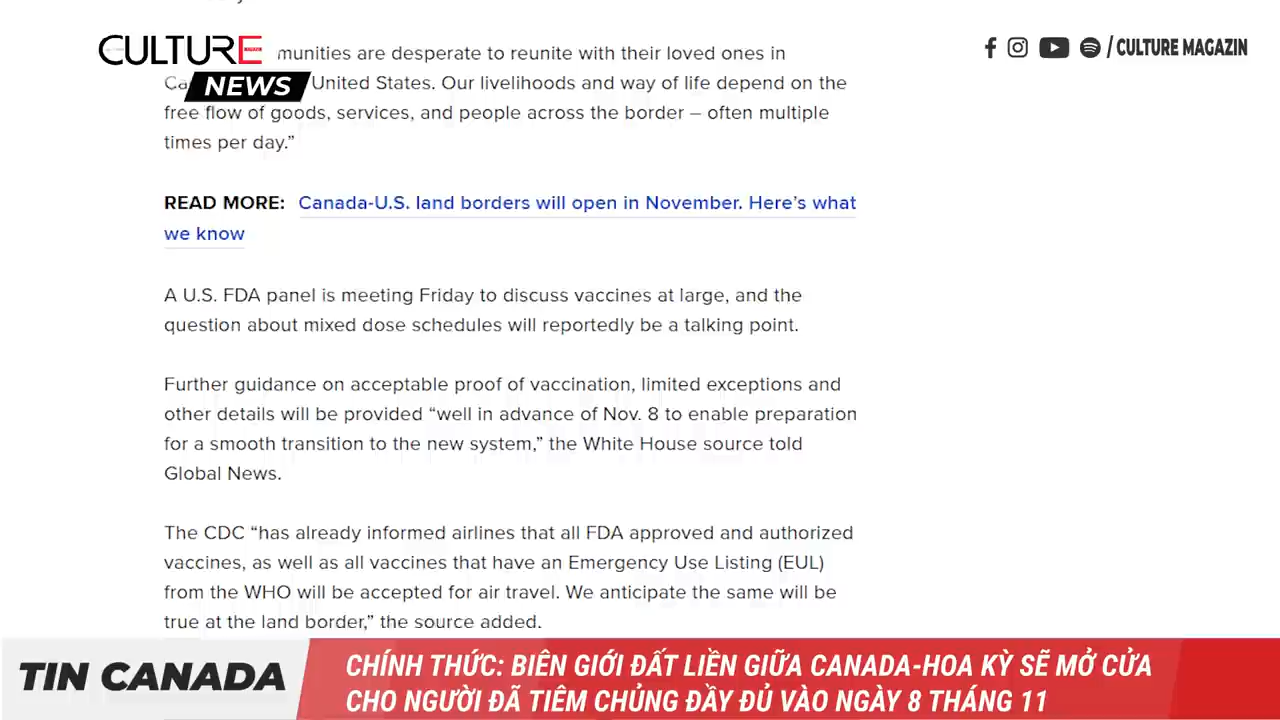 CULTURE
NEWS
/ CULTURE MAGAZIN
munities are desperate to reunite with their loved ones in
Ca United States. Our livelihoods and way of life depend on the
free flow of goods, services, and people across the border – often multiple
times per day.”
READ MORE: Canada-U.S. land borders will open in November. Here’s what
we know
A U.S. FDA panel is meeting Friday to discuss vaccines at large, and the
question about mixed dose schedules will reportedly be a talking point.
Further guidance on acceptable proof of vaccination, limited exceptions and
other details will be provided “well in advance of Nov. 8 to enable preparation
for a smooth transition to the new system,” the White House source told
Global News.
The CDC “has already informed airlines that all FDA approved and authorized
vaccines, as well as all vaccines that have an Emergency Use Listing (EUL)
from the WHO will be accepted for air travel. We anticipate the same will be
true at the land border,” the source added.
TIN CANADA
CHÍNH THỨC: BIÊN GIỚI ĐẤT LIỀN GIỮA CANADA-HOA KỲ SẼ MỞ CỬA
CHO NGƯỜI ĐÃ TIÊM CHỦNG ĐẦY ĐỦ VÀO NGÀY 8 THÁNG 11